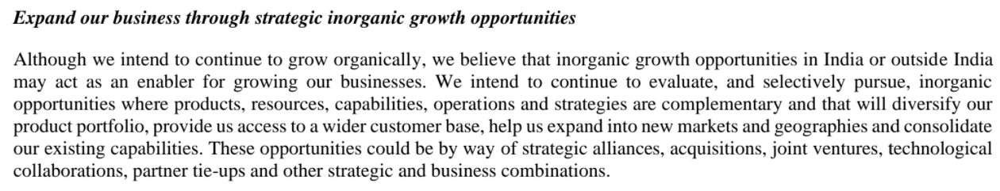 Expand our business through strategic inorganic growth opportunities
Although we intend to continue to grow organically, we believe that inorganic growth opportunities in India or outside India
may act as an enabler for growing our businesses. We intend to continue to evaluate, and selectively pursue, inorganic
opportunities where products, resources, capabilities, operations and strategies are complementary and that will diversify our
product portfolio, provide us access to a wider customer base, help us expand into new markets and geographies and consolidate
our existing capabilities. These opportunities could be by way of strategic alliances, acquisitions, joint ventures, technological
collaborations, partner tie-ups and other strategic and business combinations.